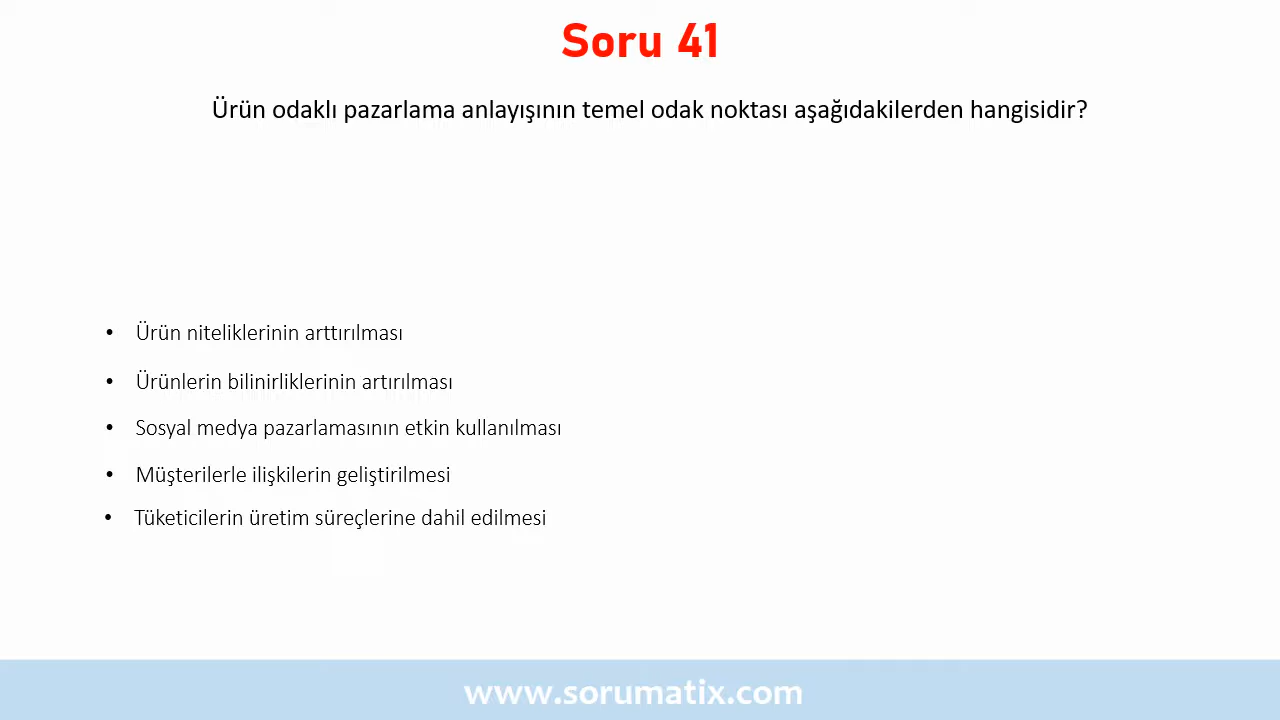 Soru 41
Ürün odaklı pazarlama anlayışının temel odak noktası aşağıdakilerden hangisidir?
• Ürün niteliklerinin arttırılması
• Ürünlerin bilinirliklerinin artırılması
• Sosyal medya pazarlamasının etkin kullanılması
• Müşterilerle ilişkilerin geliştirilmesi
• Tüketicilerin üretim süreçlerine dahil edilmesi
www.sorumatix.com